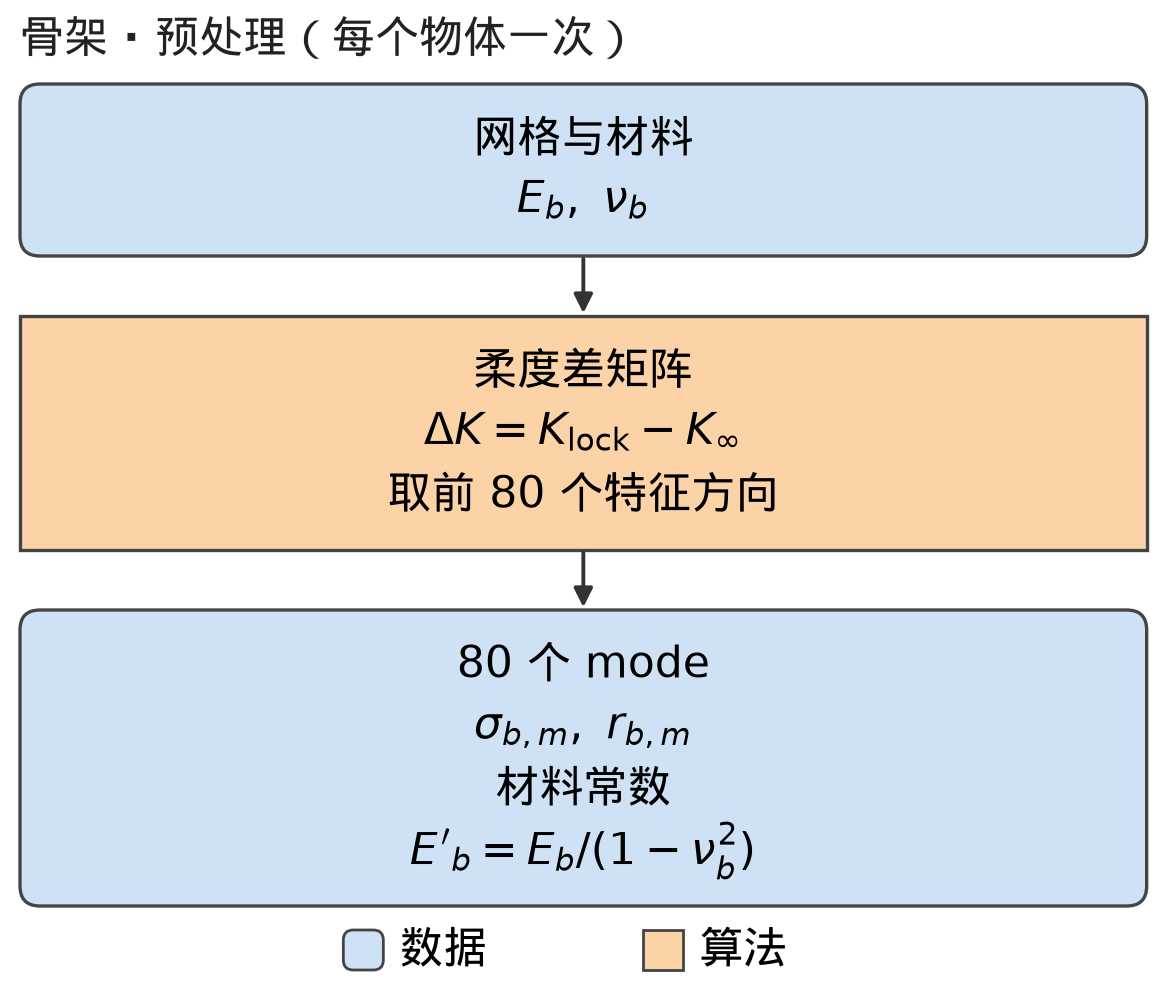 骨架 · 预处理（每个物体一次）
网格与材料
E_b, ν_b
柔度差矩阵
ΔK = K_lock − K_∞
取前 80 个特征方向
80 个 mode
σ_{b,m}, r_{b,m}
材料常数
E′_b = E_b/(1 − ν_b^2)
数据
算法